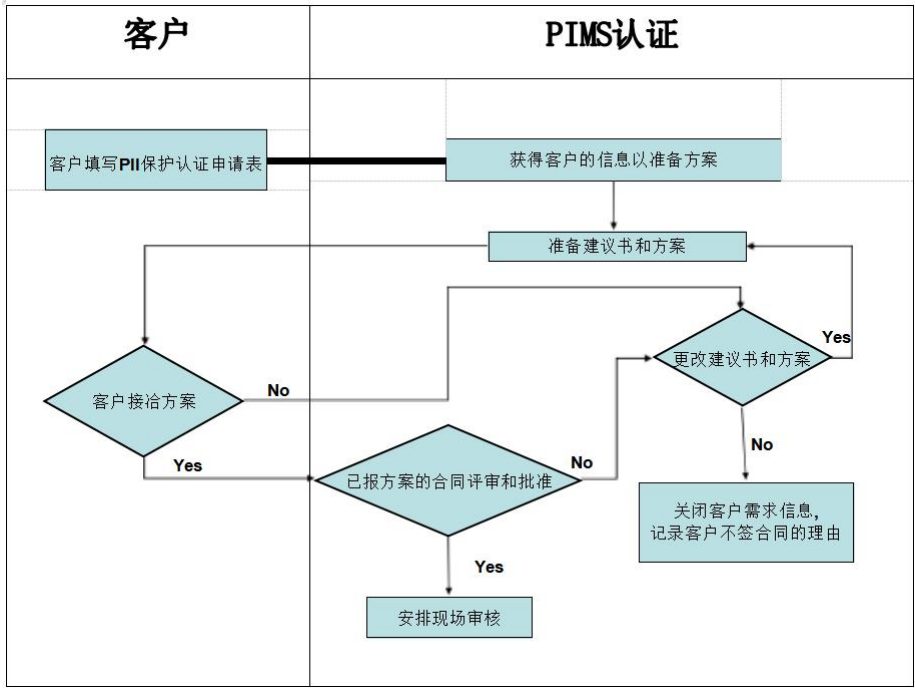 客户
PIMS认证
客户填写PII保护认证申请表
获得客户的信息以准备方案
准备建议书和方案
Yes
更改建议书和方案
客户接洽方案
No
Yes
No
No
已报方案的合同评审和批准
关闭客户需求信息,
记录客户不签合同的理由
Yes
安排现场审核